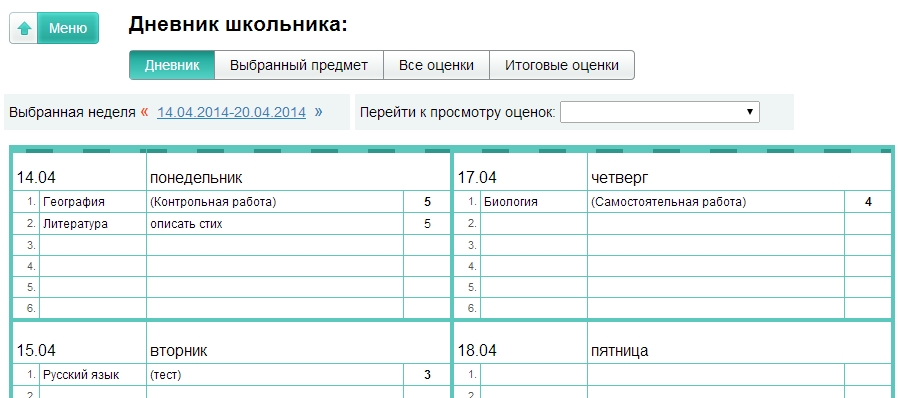 Меню
Дневник школьника:
Дневник Выбранный предмет Все оценки Итоговые оценки
Выбранная неделя « 14.04.2014-20.04.2014 » Перейти к просмотру оценок:
14.04 понедельник
1. География (Контрольная работа) 5
2. Литература описать стих 5
3.
4.
5.
6.
17.04 четверг
1. Биология (Самостоятельная работа) 4
2.
3.
4.
5.
6.
15.04 вторник
1. Русский язык (тест) 3
2.
18.04 пятница
1.
2.